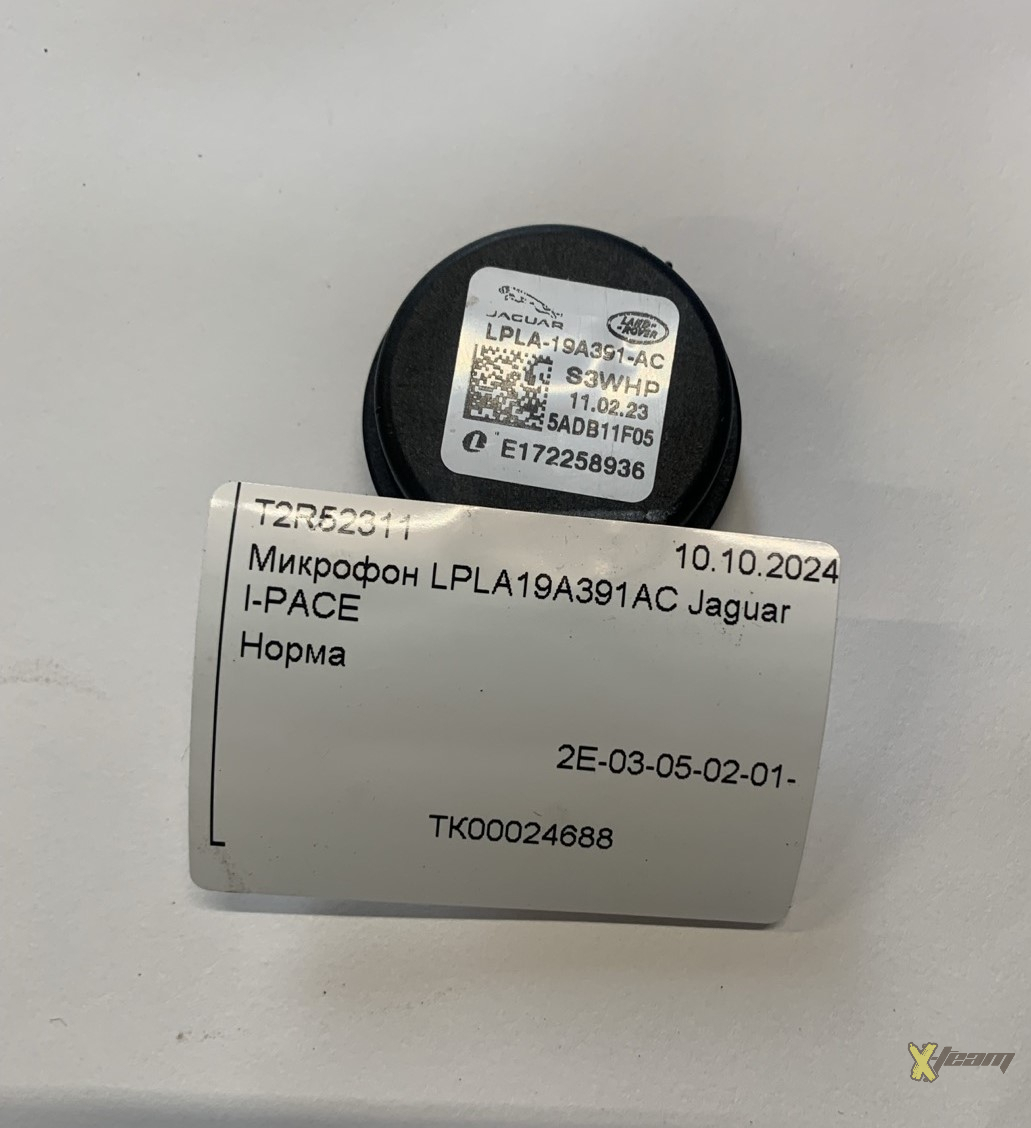 JAGUAR
LAND-
-ROVER
LPLA-19A391-AC
S3WHP
11.02.23
5ADB11F05
E172258936
T2R52311
10.10.2024
Микрофон LPLA19A391AC Jaguar
I-PACE
Норма
2E-03-05-02-01-
TK00024688
X-team